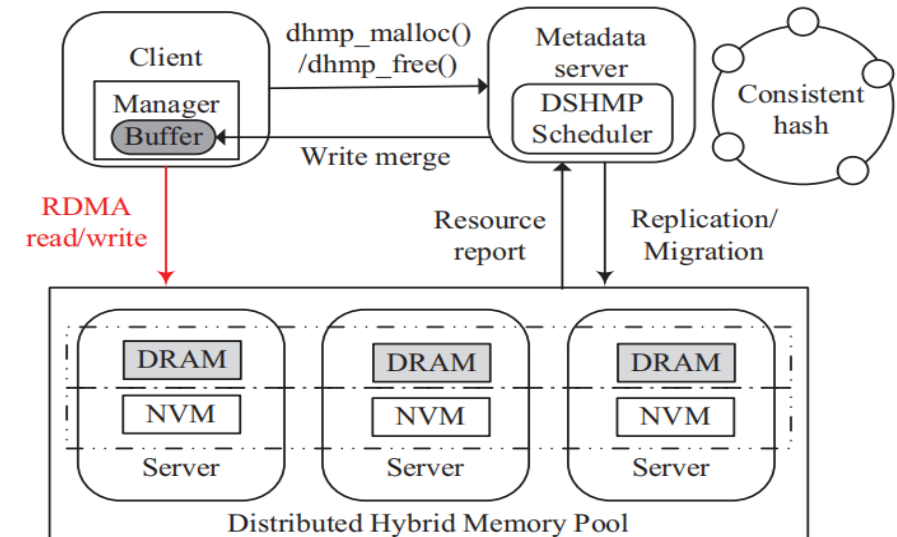 Client
Manager
Buffer
dhmp_malloc()
/dhmp_free()
Write merge
Metadata
server
DSHMP
Scheduler
Consistent
hash
RDMA
read/write
Resource
report
Replication/
Migration
DRAM
NVM
Server
DRAM
NVM
Server
DRAM
NVM
Server
Distributed Hybrid Memory Pool